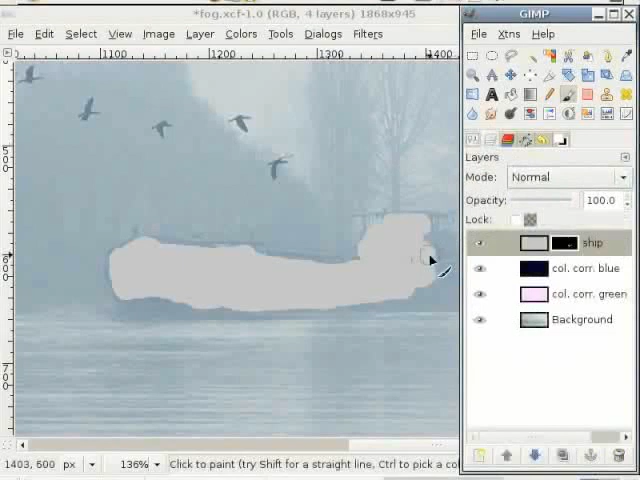 *fog.xcf-1.0 (RGB, 4 layers) 1868x945
File Edit Select View Image Layer Colors Tools Dialogs Filters
1100 1200 1300 1400
500
600
700
1403, 600 px 136% Click to paint (try Shift for a straight line, Ctrl to pick a co
GIMP
File Xtns Help
Layers
Mode: Normal
Opacity: 100.0
Lock:
ship
col. corr. blue
col. corr. green
Background